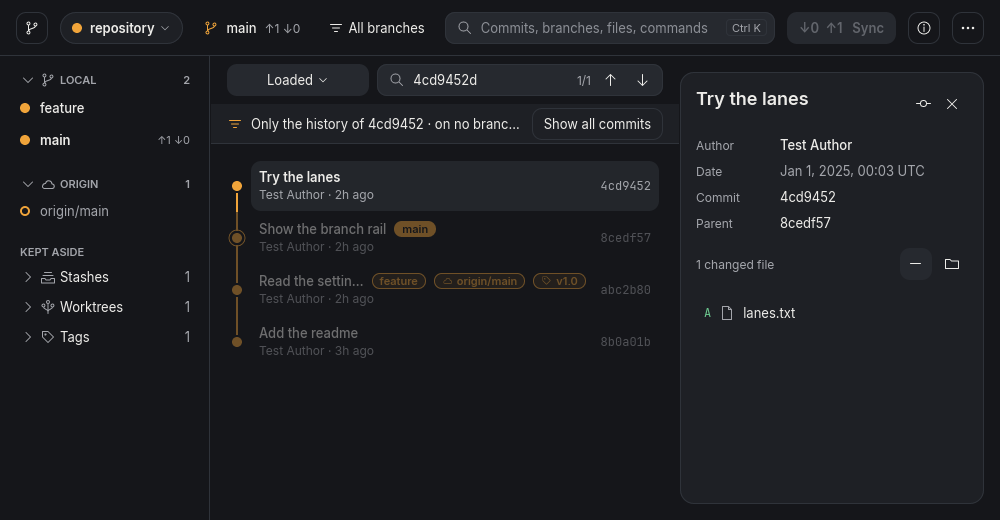 repository
main ↑1 ↓0
All branches
Commits, branches, files, commands Ctrl K
↓0 ↑1 Sync
LOCAL 2
feature
main ↑1 ↓0
ORIGIN 1
origin/main
KEPT ASIDE
Stashes 1
Worktrees 1
Tags 1
Loaded
4cd9452d 1/1
Only the history of 4cd9452 · on no branc... Show all commits
Try the lanes
Test Author · 2h ago 4cd9452
Show the branch rail main
Test Author · 2h ago 8cedf57
Read the settin... feature origin/main v1.0
Test Author · 2h ago abc2b80
Add the readme
Test Author · 3h ago 8b0a01b
Try the lanes
Author Test Author
Date Jan 1, 2025, 00:03 UTC
Commit 4cd9452
Parent 8cedf57
1 changed file
A lanes.txt